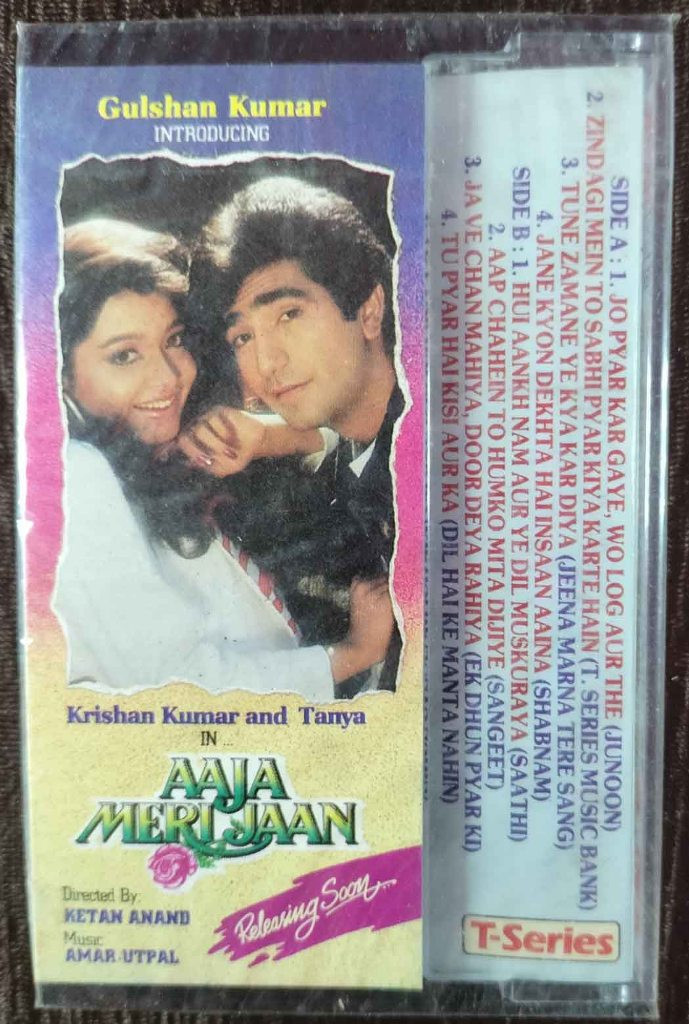 Gulshan Kumar
INTRODUCING
Krishan Kumar and Tanya
IN ...
AAJA
MERI JAAN
Directed By:
KETAN ANAND
Music
AMAR-UTPAL
Releasing Soon...
SIDE A : 1. JO PYAR KAR GAYE, WO LOG AUR THE (JUNOON)
2. ZINDAGI MEIN TO SABHI PYAR KIYA KARTE HAIN (T. SERIES MUSIC BANK)
3. TUNE ZAMANE YE KYA KAR DIYA (JEENA MARNA TERE SANG)
4. JANE KYON DEKHTA HAI INSAAN AAINA (SHABNAM)
SIDE B : 1. HUI AANKH NAM AUR YE DIL MUSKURAYA (SAATHI)
2. AAP CHAHEIN TO HUMKO MITA DIJIYE (SANGEET)
3. JA VE CHAN MAHIYA, DOOR DEYA RAHIYA (EK DHUN PYAR KI)
4. TU PYAR HAI KISI AUR KA (DIL HAI KE MANTA NAHIN)
T-Series